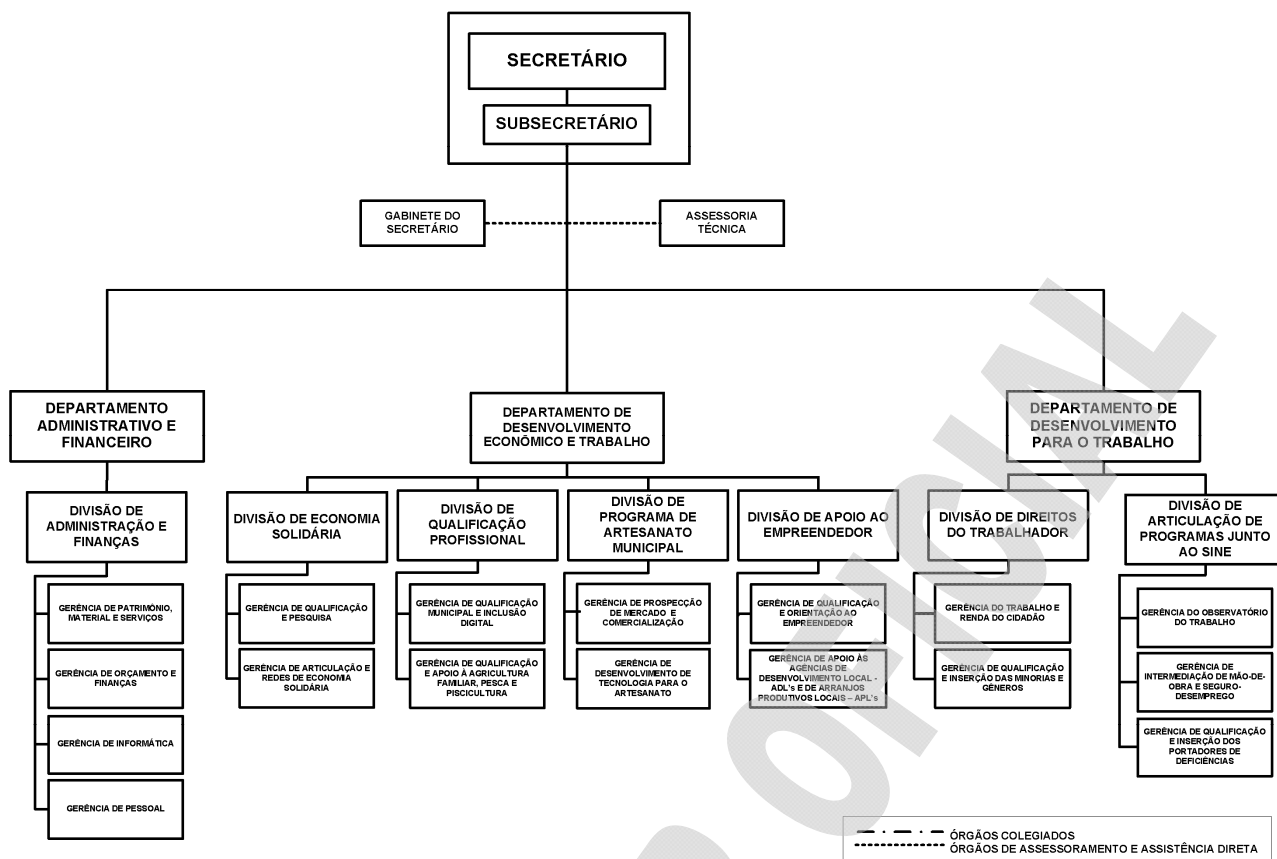 SECRETÁRIO
SUBSECRETÁRIO
GABINETE DO
SECRETÁRIO
ASSESSORIA
TÉCNICA
DEPARTAMENTO
ADMINISTRATIVO E
FINANCEIRO
DEPARTAMENTO DE
DESENVOLVIMENTO
ECONÔMICO E TRABALHO
DEPARTAMENTO DE
DESENVOLVIMENTO
PARA O TRABALHO
DIVISÃO DE
ADMINISTRAÇÃO E
FINANÇAS
DIVISÃO DE ECONOMIA
SOLIDÁRIA
DIVISÃO DE
QUALIFICAÇÃO
PROFISSIONAL
DIVISÃO DE
PROGRAMA DE
ARTESANATO
MUNICIPAL
DIVISÃO DE APOIO AO
EMPREENDEDOR
DIVISÃO DE DIREITOS
DO TRABALHADOR
DIVISÃO DE
ARTICULAÇÃO DE
PROGRAMAS JUNTO
AO SINE
GERÊNCIA DE PATRIMÔNIO,
MATERIAL E SERVIÇOS
GERÊNCIA DE ORÇAMENTO E
FINANÇAS
GERÊNCIA DE INFORMÁTICA
GERÊNCIA DE PESSOAL
GERÊNCIA DE QUALIFICAÇÃO
E PESQUISA
GERÊNCIA DE ARTICULAÇÃO E
REDES DE ECONOMIA
SOLIDÁRIA
GERÊNCIA DE QUALIFICAÇÃO
MUNICIPAL E INCLUSÃO
DIGITAL
GERÊNCIA DE QUALIFICAÇÃO
E APOIO À AGRICULTURA
FAMILIAR, PESCA E
PISCICULTURA
GERÊNCIA DE PROSPECÇÃO
DE MERCADO E
COMERCIALIZAÇÃO
GERÊNCIA DE
DESENVOLVIMENTO DE
TECNOLOGIA PARA O
ARTESANATO
GERÊNCIA DE QUALIFICAÇÃO
E ORIENTAÇÃO AO
EMPREENDEDOR
GERÊNCIA DE APOIO ÀS
AGÊNCIAS DE
DESENVOLVIMENTO LOCAL -
ADL's E DE ARRANJOS
PRODUTIVOS LOCAIS – APL's
GERÊNCIA DO TRABALHO E
RENDA DO CIDADÃO
GERÊNCIA DE QUALIFICAÇÃO
E INSERÇÃO DAS MINORIAS E
GÊNEROS
GERÊNCIA DO OBSERVATÓRIO
DO TRABALHO
GERÊNCIA DE
INTERMEDIAÇÃO DE MÃO-DE-
OBRA E SEGURO-
DESEMPREGO
GERÊNCIA DE QUALIFICAÇÃO
E INSERÇÃO DOS
PORTADORES DE
DEFICIÊNCIAS
OFICIAL
ÓRGÃOS COLEGIADOS
ÓRGÃOS DE ASSESSORAMENTO E ASSISTÊNCIA DIRETA